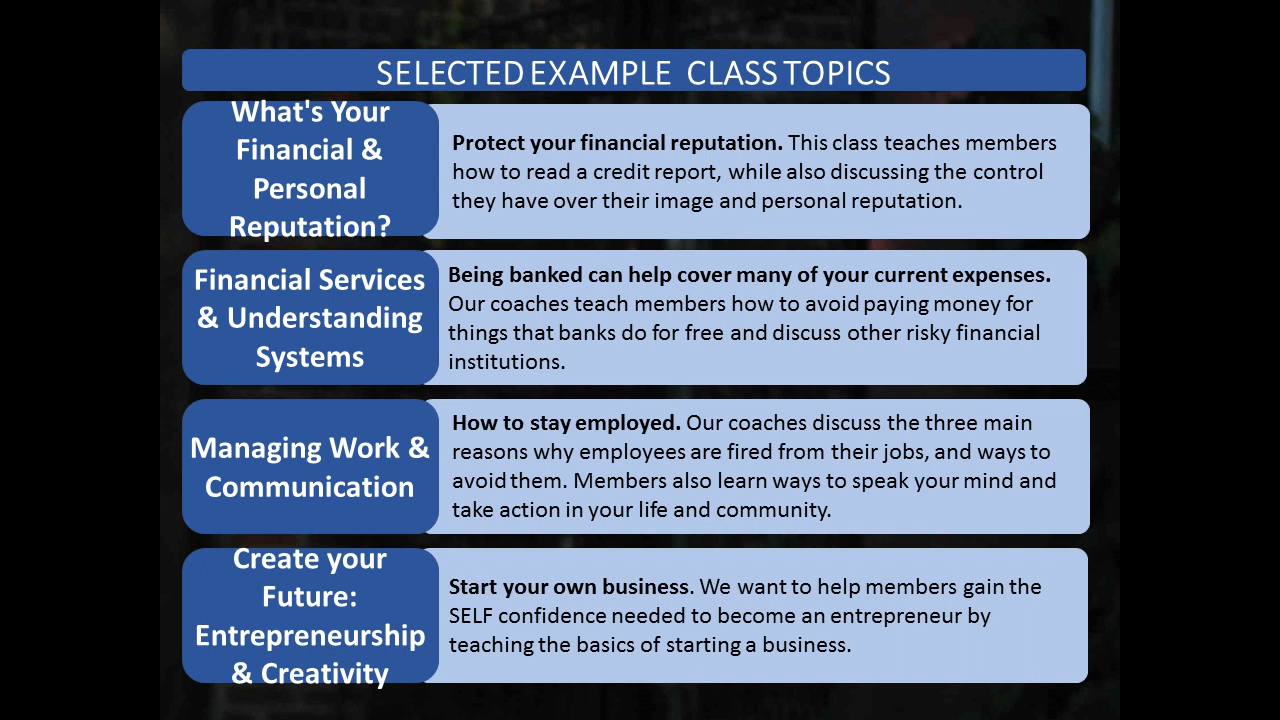 SELECTED EXAMPLE CLASS TOPICS
What's Your
Financial &
Personal
Reputation?
Protect your financial reputation. This class teaches members
how to read a credit report, while also discussing the control
they have over their image and personal reputation.
Financial Services
& Understanding
Systems
Being banked can help cover many of your current expenses.
Our coaches teach members how to avoid paying money for
things that banks do for free and discuss other risky financial
institutions.
Managing Work &
Communication
How to stay employed. Our coaches discuss the three main
reasons why employees are fired from their jobs, and ways to
avoid them. Members also learn ways to speak your mind and
take action in your life and community.
Create your
Future:
Entrepreneurship
& Creativity
Start your own business. We want to help members gain the
SELF confidence needed to become an entrepreneur by
teaching the basics of starting a business.